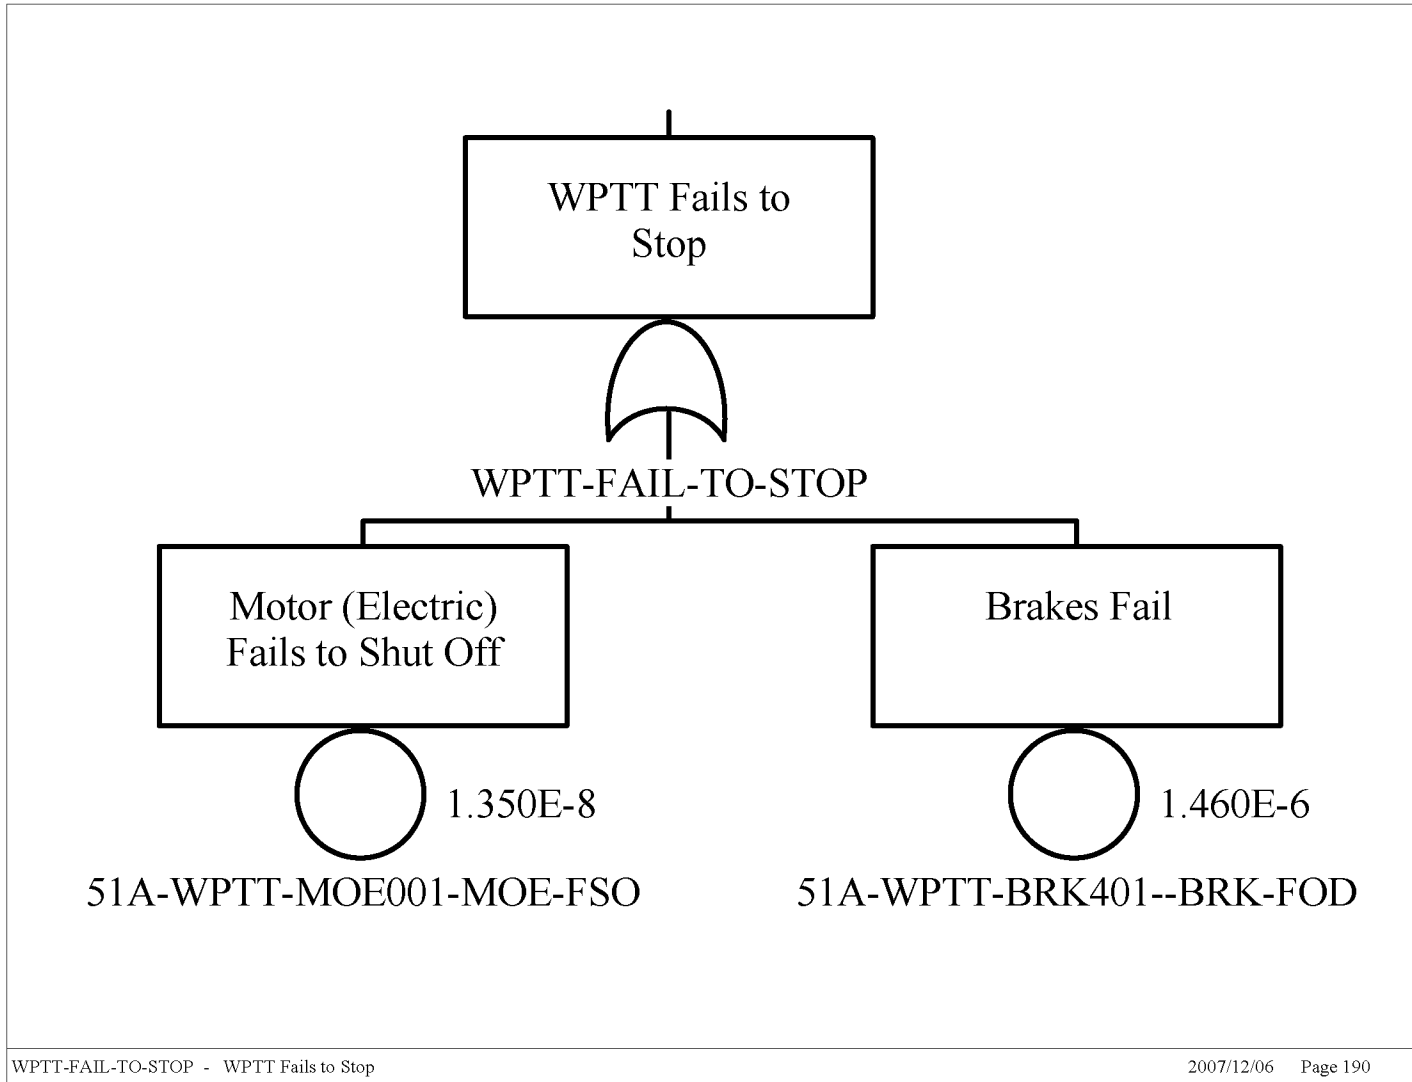 WPTT Fails to
Stop
WPTT-FAIL-TO-STOP
Motor (Electric)
Fails to Shut Off
Brakes Fail
1.350E-8
1.460E-6
51A-WPTT-MOE001-MOE-FSO
51A-WPTT-BRK401--BRK-FOD
WPTT-FAIL-TO-STOP - WPTT Fails to Stop
2007/12/06 Page 190